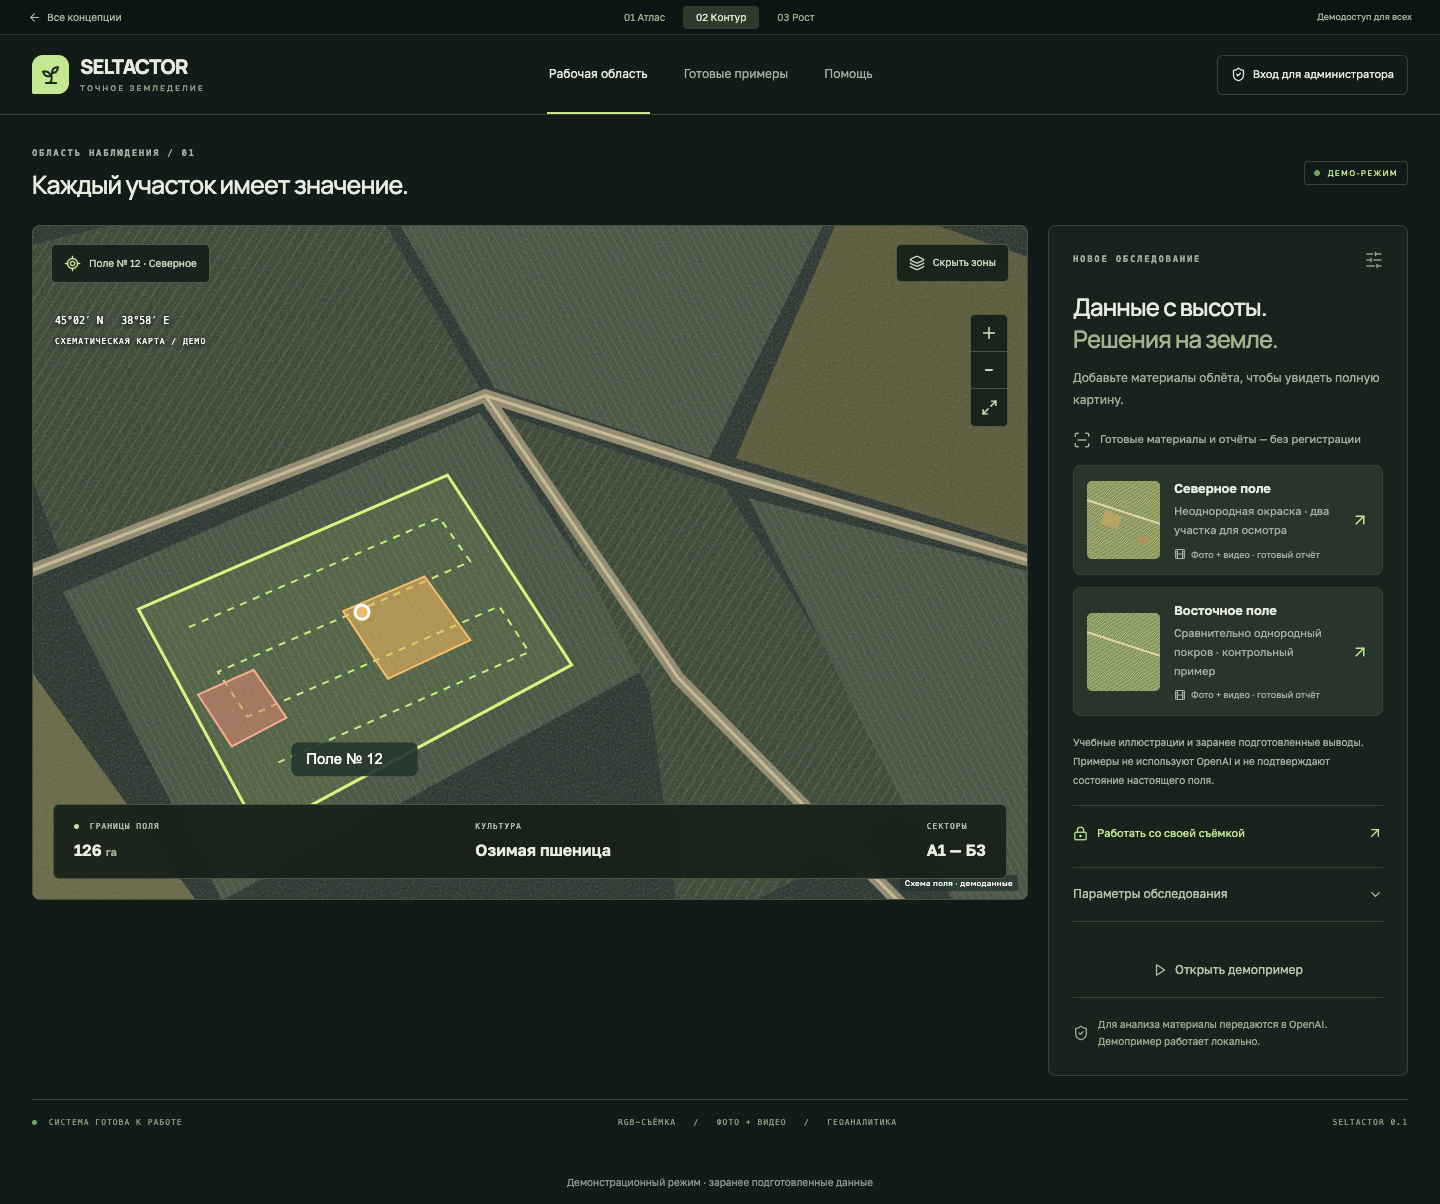 Все концепции
01 Атлас
02 Контур
03 Рост
Демодоступ для всех
SELTACTOR
ТОЧНОЕ ЗЕМЛЕДЕЛИЕ
Рабочая область
Готовые примеры
Помощь
Вход для администратора
ОБЛАСТЬ НАБЛЮДЕНИЯ / 01
Каждый участок имеет значение.
ДЕМО-РЕЖИМ
Поле № 12 · Северное
Скрыть зоны
45°02′ N 38°58′ E
СХЕМАТИЧЕСКАЯ КАРТА / ДЕМО
Поле № 12
ГРАНИЦЫ ПОЛЯ
126 га
КУЛЬТУРА
Озимая пшеница
СЕКТОРЫ
А1 — Б3
Схема поля · демоданные
НОВОЕ ОБСЛЕДОВАНИЕ
Данные с высоты.
Решения на земле.
Добавьте материалы облёта, чтобы увидеть полную
картину.
Готовые материалы и отчёты — без регистрации
Северное поле
Неоднородная окраска · два
участка для осмотра
Фото + видео · готовый отчёт
Восточное поле
Сравнительно однородный
покров · контрольный
пример
Фото + видео · готовый отчёт
Учебные иллюстрации и заранее подготовленные выводы.
Примеры не используют OpenAI и не подтверждают
состояние настоящего поля.
Работать со своей съёмкой
Параметры обследования
Открыть демопример
Для анализа материалы передаются в OpenAI.
Демопример работает локально.
СИСТЕМА ГОТОВА К РАБОТЕ
RGB-СЪЁМКА / ФОТО + ВИДЕО / ГЕОАНАЛИТИКА
SELTACTOR 0.1
Демонстрационный режим · заранее подготовленные данные